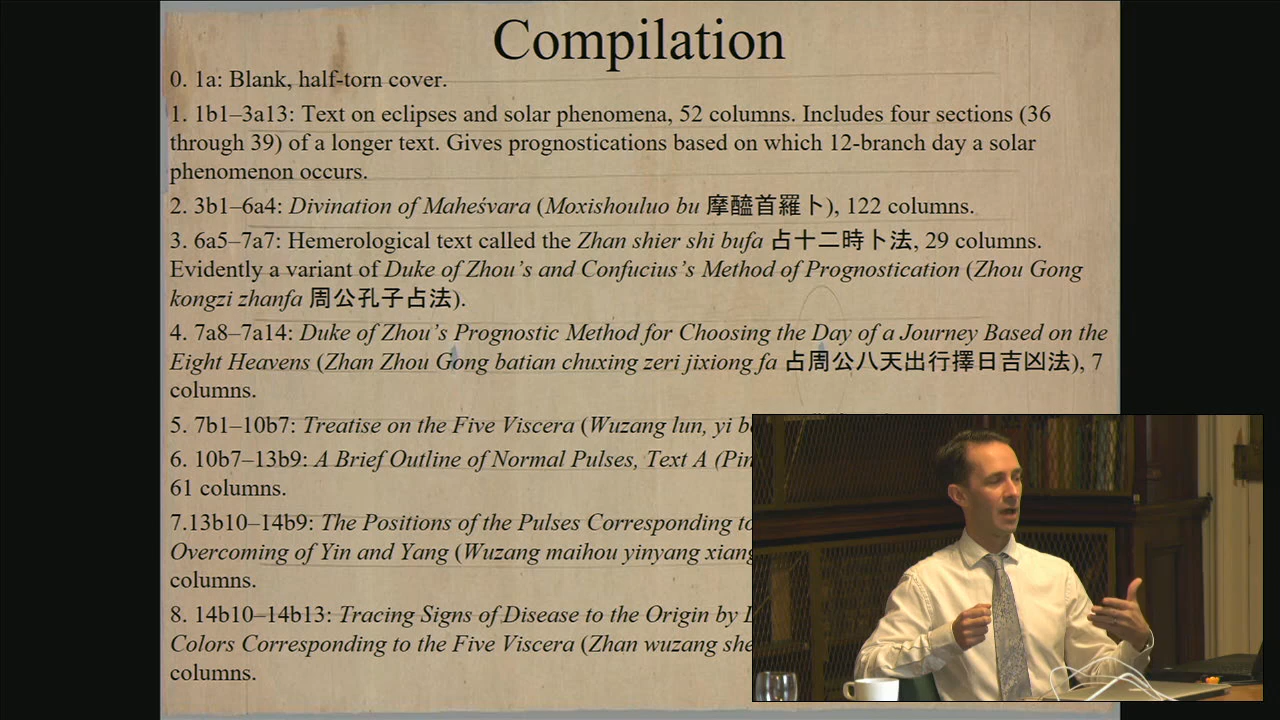 Compilation
0. 1a: Blank, half-torn cover.
1. 1b1–3a13: Text on eclipses and solar phenomena, 52 columns. Includes four sections (36
through 39) of a longer text. Gives prognostications based on which 12-branch day a solar
phenomenon occurs.
2. 3b1–6a4: Divination of Maheśvara (Moxishouluo bu 摩醯首羅卜), 122 columns.
3. 6a5–7a7: Hemerological text called the Zhan shier shi bufa 占十二時卜法, 29 columns.
Evidently a variant of Duke of Zhou’s and Confucius’s Method of Prognostication (Zhou Gong
kongzi zhanfa 周公孔子占法).
4. 7a8–7a14: Duke of Zhou’s Prognostic Method for Choosing the Day of a Journey Based on the
Eight Heavens (Zhan Zhou Gong batian chuxing zeri jixiong fa 占周公八天出行擇日吉凶法), 7
columns.
5. 7b1–10b7: Treatise on the Five Viscera (Wuzang lun, yi
6. 10b7–13b9: A Brief Outline of Normal Pulses, Text A (Pin
61 columns.
7.13b10–14b9: The Positions of the Pulses Corresponding to
Overcoming of Yin and Yang (Wuzang maihou yinyang xiang
columns.
8. 14b10–14b13: Tracing Signs of Disease to the Origin by
Colors Corresponding to the Five Viscera (Zhan wuzang she
columns.